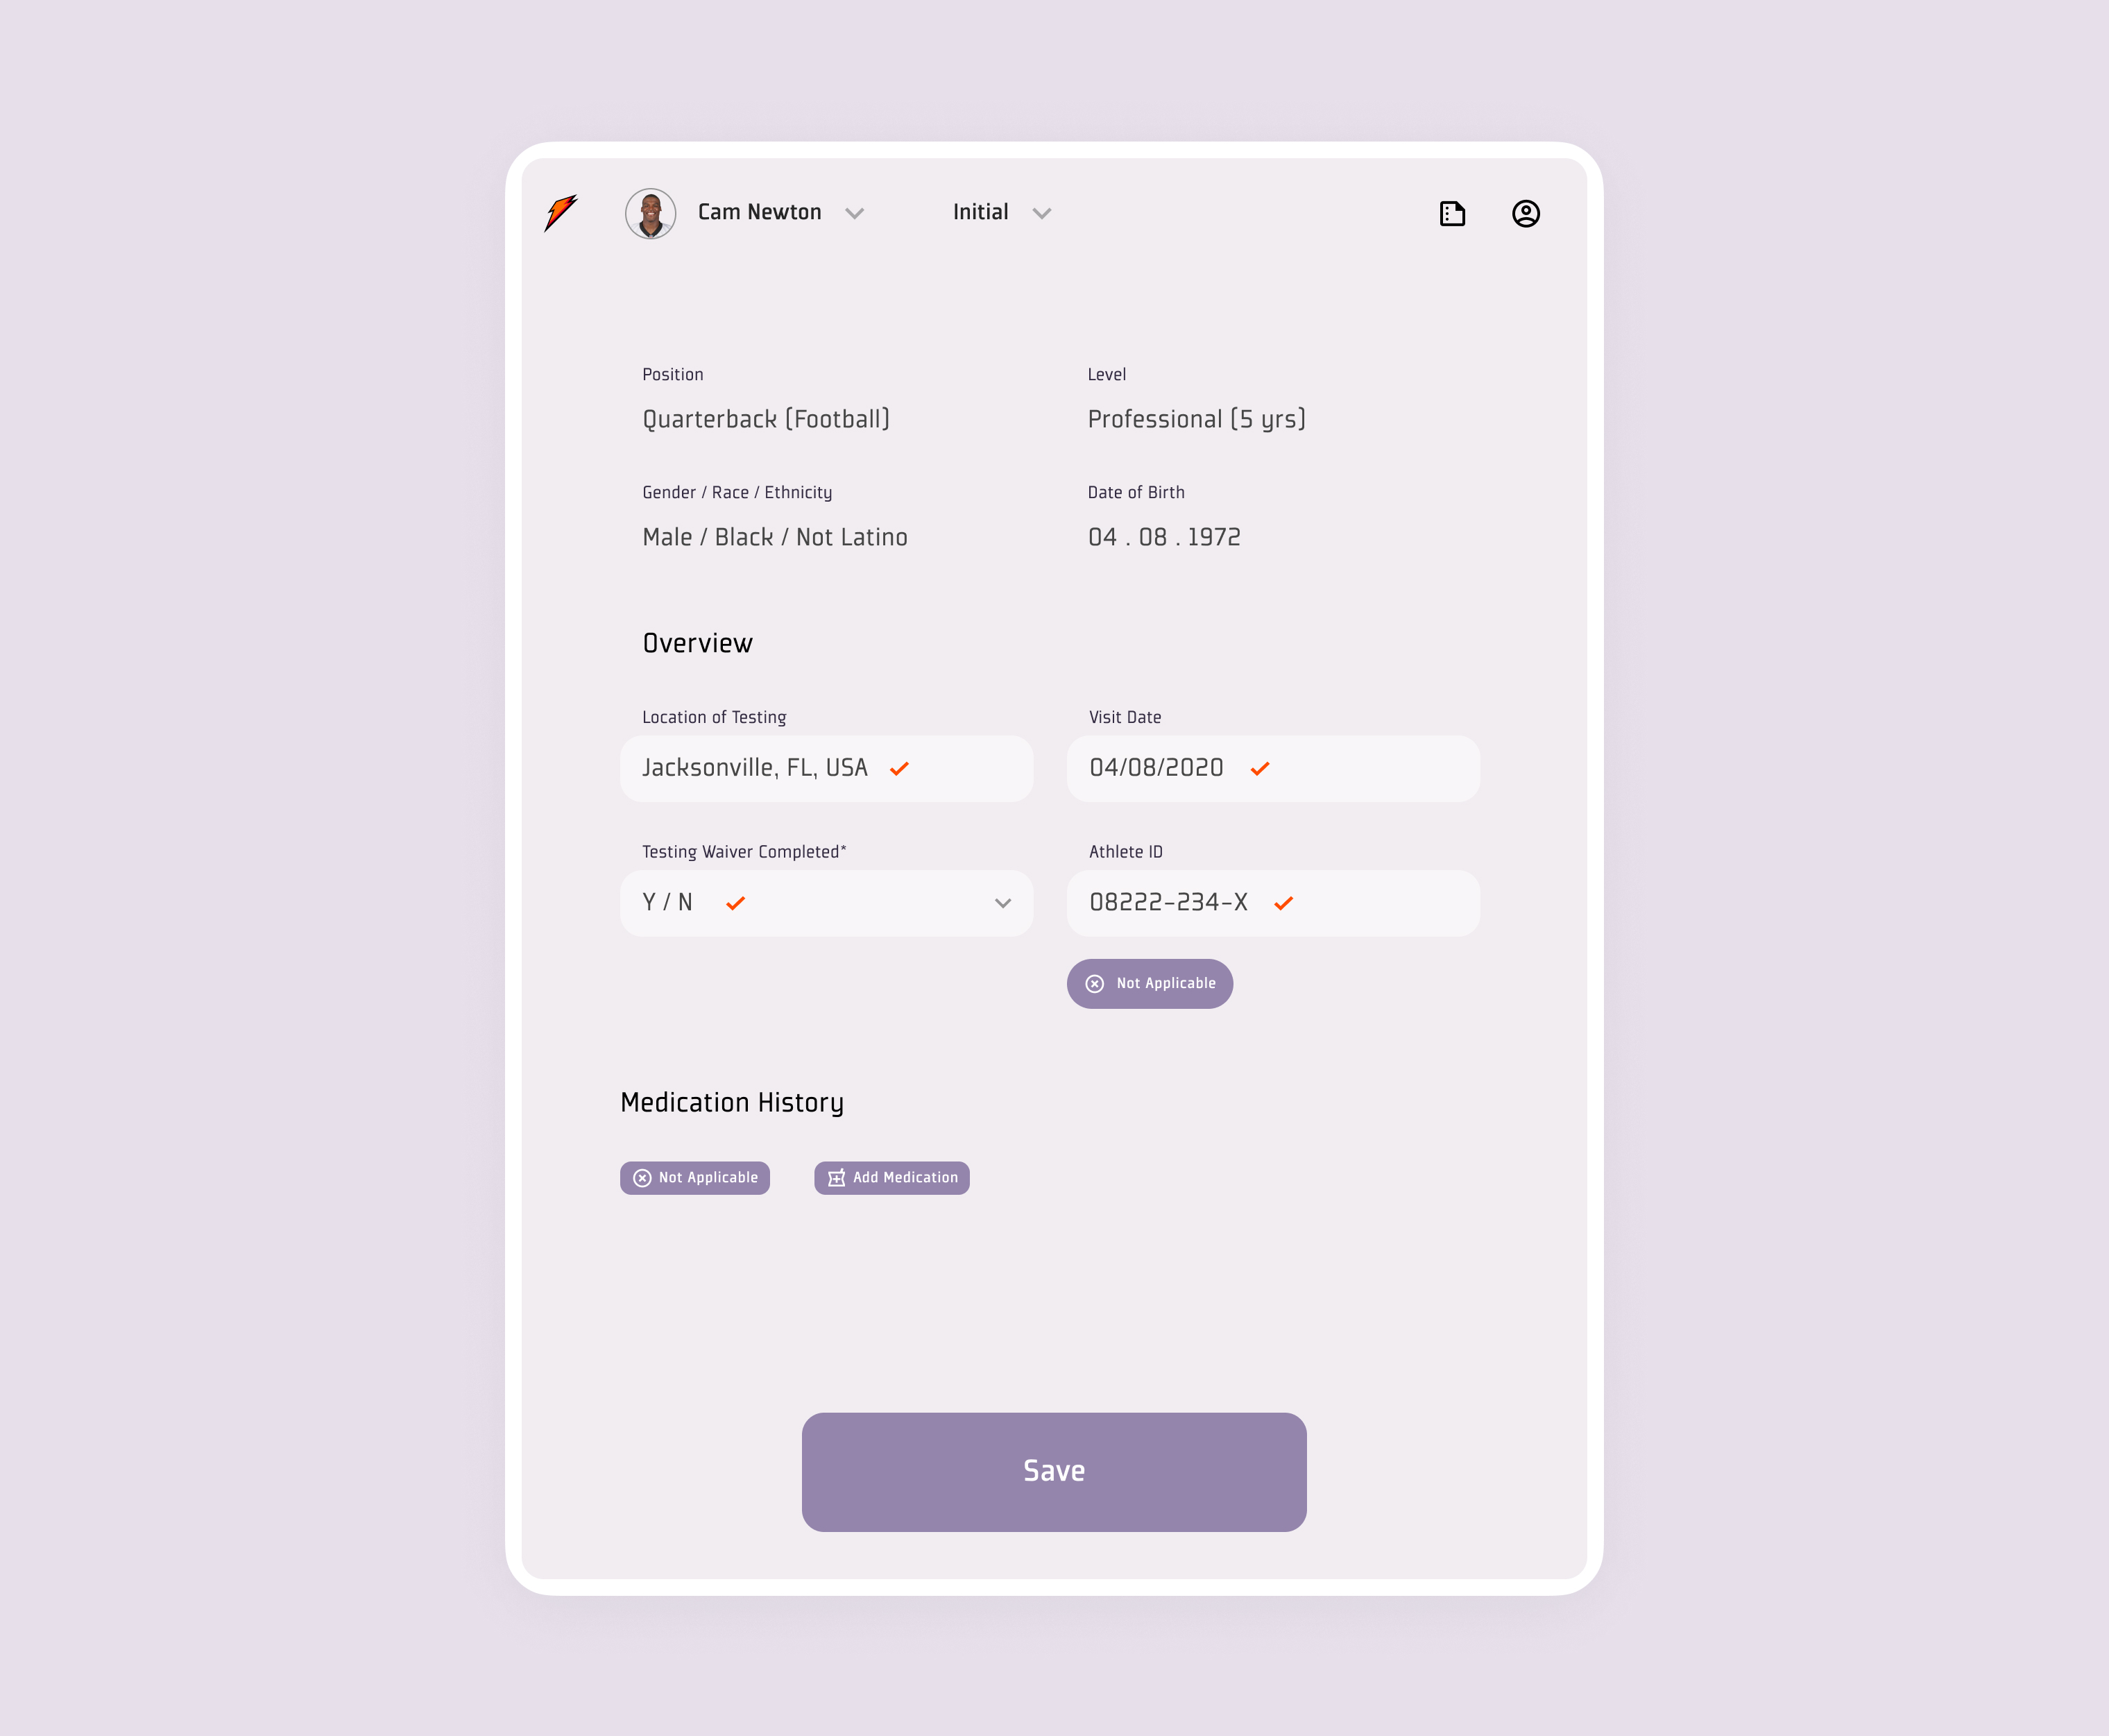 Cam Newton
Initial
Position
Level
Quarterback (Football)
Professional (5 yrs)
Gender / Race / Ethnicity
Date of Birth
Male / Black / Not Latino
04 . 08 . 1972
Overview
Location of Testing
Visit Date
Jacksonville, FL, USA
04/08/2020
Testing Waiver Completed*
Athlete ID
Y / N
08222-234-X
Not Applicable
Medication History
Not Applicable
Add Medication
Save